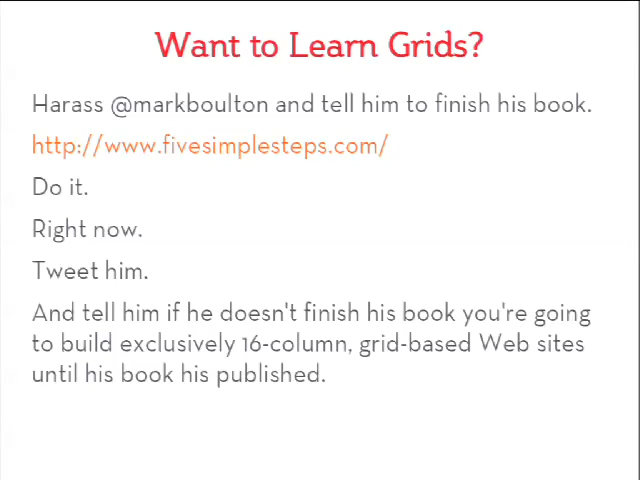 Want to Learn Grids?
Harass @markboulton and tell him to finish his book.
http://www.fivesimplesteps.com/
Do it.
Right now.
Tweet him.
And tell him if he doesn't finish his book you're going
to build exclusively 16-column, grid-based Web sites
until his book his published.